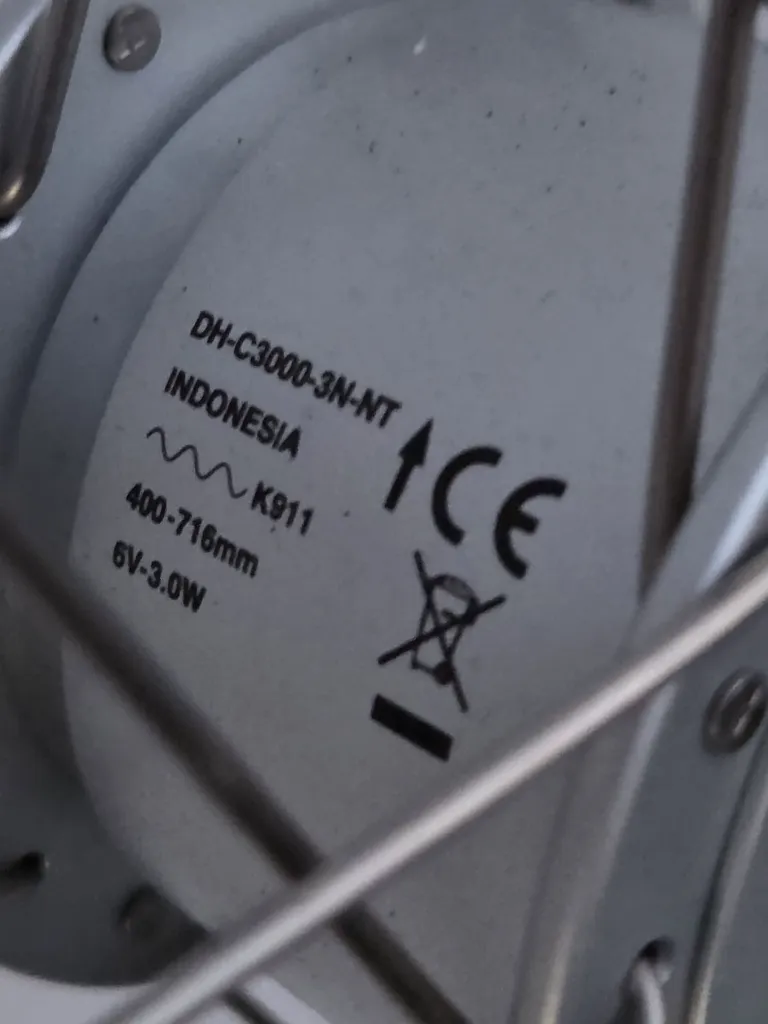 DH-C3000-3N-NT
INDONESIA
K911
400-716mm
6V-3.0W
CE